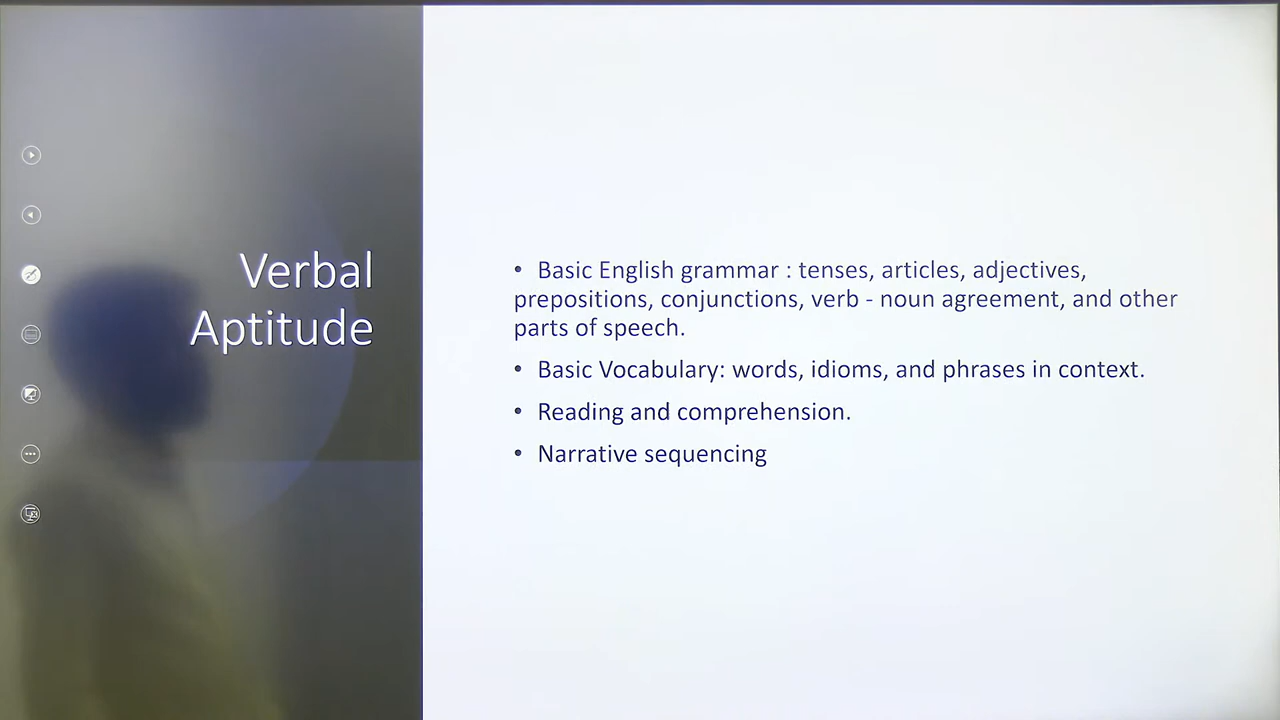 Verbal
Aptitude
• Basic English grammar : tenses, articles, adjectives,
prepositions, conjunctions, verb - noun agreement, and other
parts of speech.
• Basic Vocabulary: words, idioms, and phrases in context.
• Reading and comprehension.
• Narrative sequencing